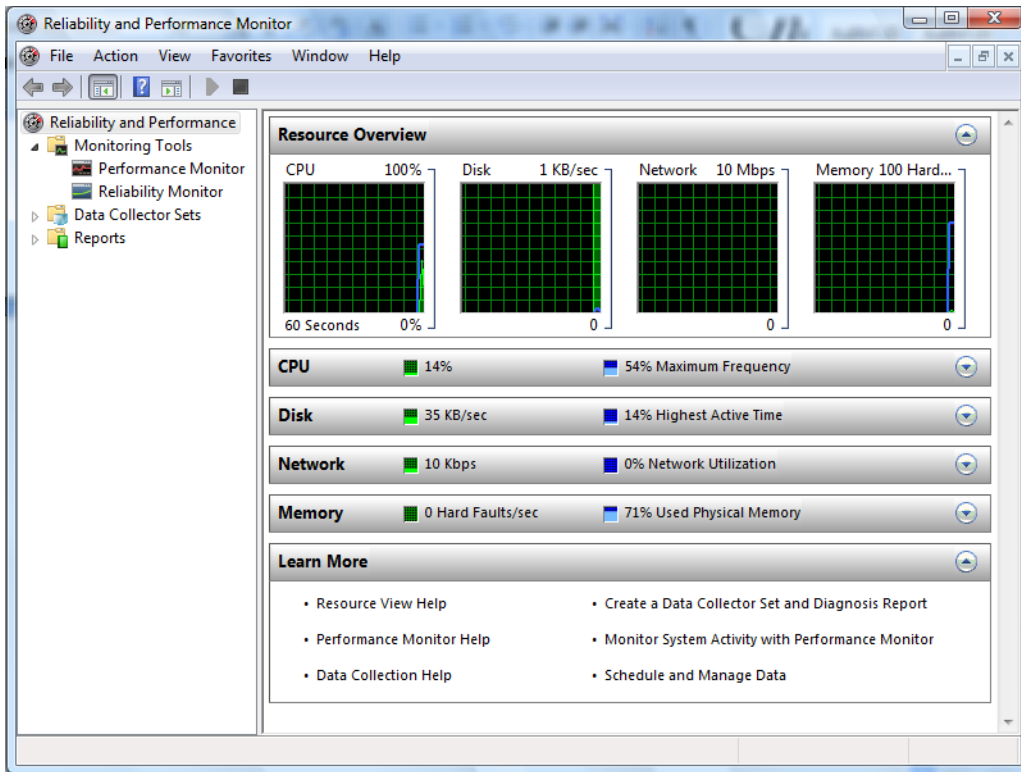 Reliability and Performance Monitor
File Action View Favorites Window Help
Reliability and Performance
Monitoring Tools
Performance Monitor
Reliability Monitor
Data Collector Sets
Reports
Resource Overview
CPU 100% Disk 1 KB/sec Network 10 Mbps Memory 100 Hard...
60 Seconds 0% 0 0 0
CPU 14% 54% Maximum Frequency
Disk 35 KB/sec 14% Highest Active Time
Network 10 Kbps 0% Network Utilization
Memory 0 Hard Faults/sec 71% Used Physical Memory
Learn More
• Resource View Help • Create a Data Collector Set and Diagnosis Report
• Performance Monitor Help • Monitor System Activity with Performance Monitor
• Data Collection Help • Schedule and Manage Data